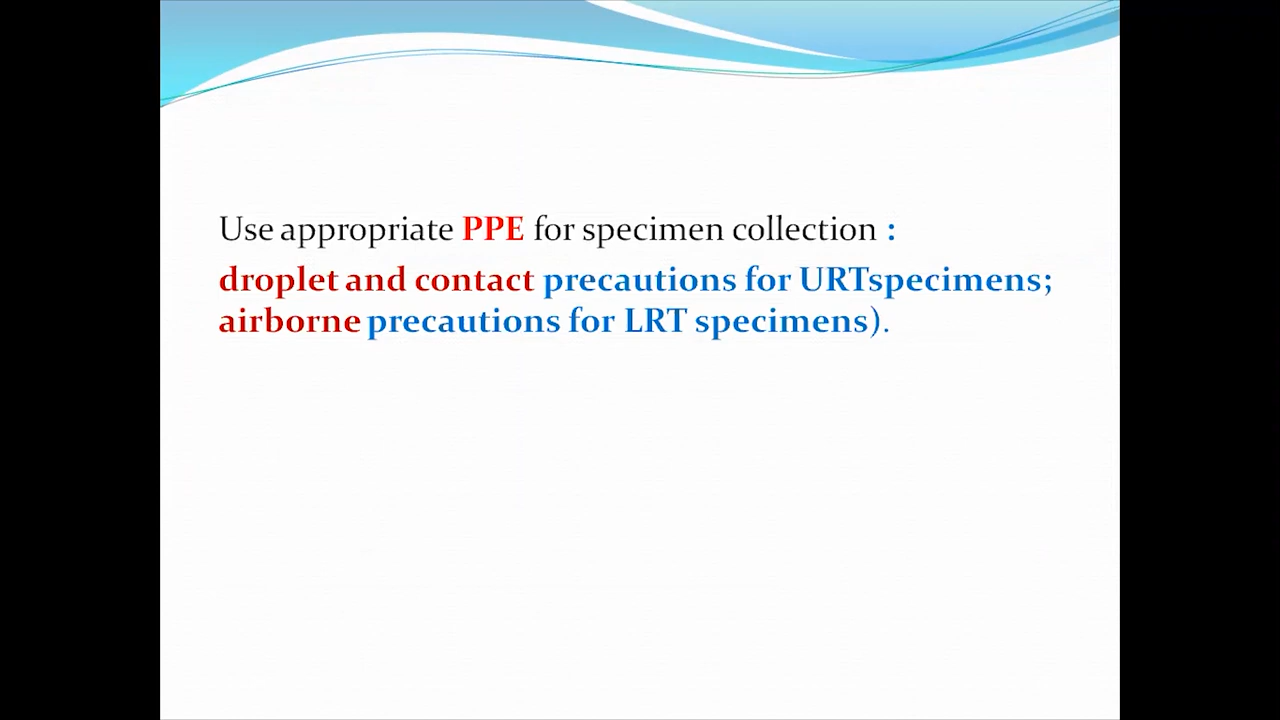 Use appropriate PPE for specimen collection :
droplet and contact precautions for URTspecimens;
airborne precautions for LRT specimens).